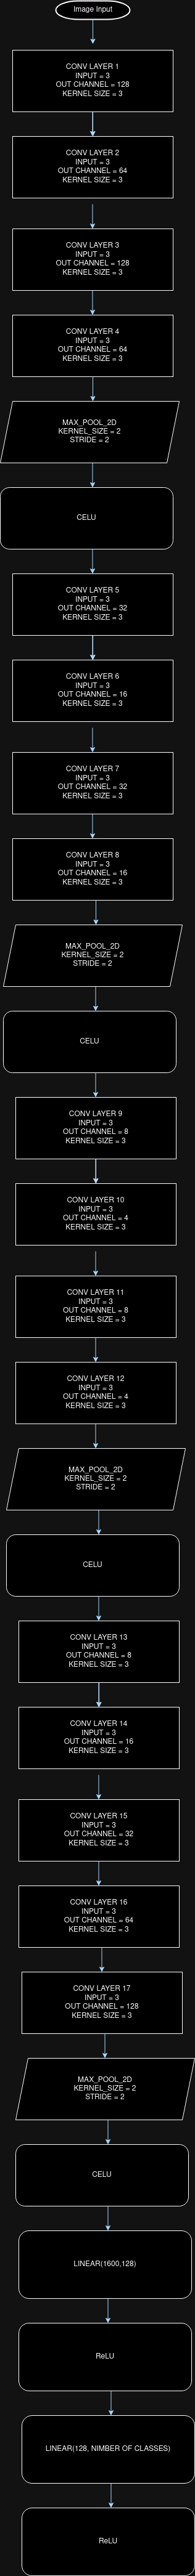 Image Input
CONV LAYER 1
INPUT = 3
OUT CHANNEL = 128
KERNEL SIZE = 3
CONV LAYER 2
INPUT = 3
OUT CHANNEL = 64
KERNEL SIZE = 3
CONV LAYER 3
INPUT = 3
OUT CHANNEL = 128
KERNEL SIZE = 3
CONV LAYER 4
INPUT = 3
OUT CHANNEL = 64
KERNEL SIZE = 3
MAX_POOL_2D
KERNEL_SIZE = 2
STRIDE = 2
CELU
CONV LAYER 5
INPUT = 3
OUT CHANNEL = 32
KERNEL SIZE = 3
CONV LAYER 6
INPUT = 3
OUT CHANNEL = 16
KERNEL SIZE = 3
CONV LAYER 7
INPUT = 3
OUT CHANNEL = 32
KERNEL SIZE = 3
CONV LAYER 8
INPUT = 3
OUT CHANNEL = 16
KERNEL SIZE = 3
MAX_POOL_2D
KERNEL_SIZE = 2
STRIDE = 2
CELU
CONV LAYER 9
INPUT = 3
OUT CHANNEL = 8
KERNEL SIZE = 3
CONV LAYER 10
INPUT = 3
OUT CHANNEL = 4
KERNEL SIZE = 3
CONV LAYER 11
INPUT = 3
OUT CHANNEL = 8
KERNEL SIZE = 3
CONV LAYER 12
INPUT = 3
OUT CHANNEL = 4
KERNEL SIZE = 3
MAX_POOL_2D
KERNEL_SIZE = 2
STRIDE = 2
CELU
CONV LAYER 13
INPUT = 3
OUT CHANNEL = 8
KERNEL SIZE = 3
CONV LAYER 14
INPUT = 3
OUT CHANNEL = 16
KERNEL SIZE = 3
CONV LAYER 15
INPUT = 3
OUT CHANNEL = 32
KERNEL SIZE = 3
CONV LAYER 16
INPUT = 3
OUT CHANNEL = 64
KERNEL SIZE = 3
CONV LAYER 17
INPUT = 3
OUT CHANNEL = 128
KERNEL SIZE = 3
MAX_POOL_2D
KERNEL_SIZE = 2
STRIDE = 2
CELU
LINEAR(1600,128)
ReLU
LINEAR(128, NIMBER OF CLASSES)
ReLU